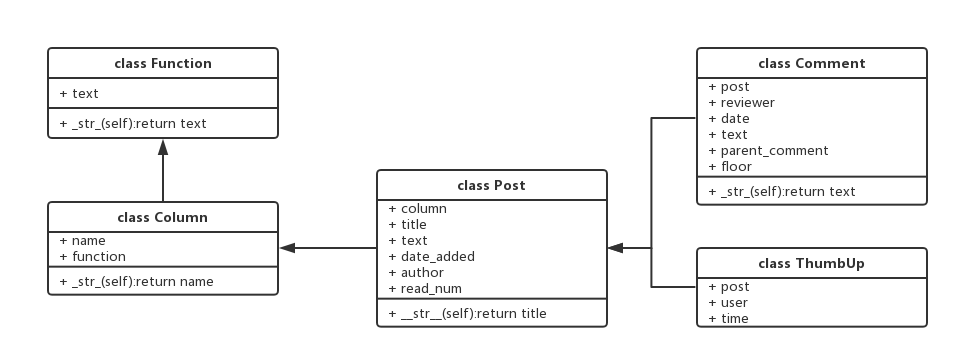 class Function
+ text
+ _str_(self):return text
class Column
+ name
+ function
+ _str_(self):return name
class Post
+ column
+ title
+ text
+ date_added
+ author
+ read_num
+ __str__(self):return title
class Comment
+ post
+ reviewer
+ date
+ text
+ parent_comment
+ floor
+ _str_(self):return text
class ThumbUp
+ post
+ user
+ time